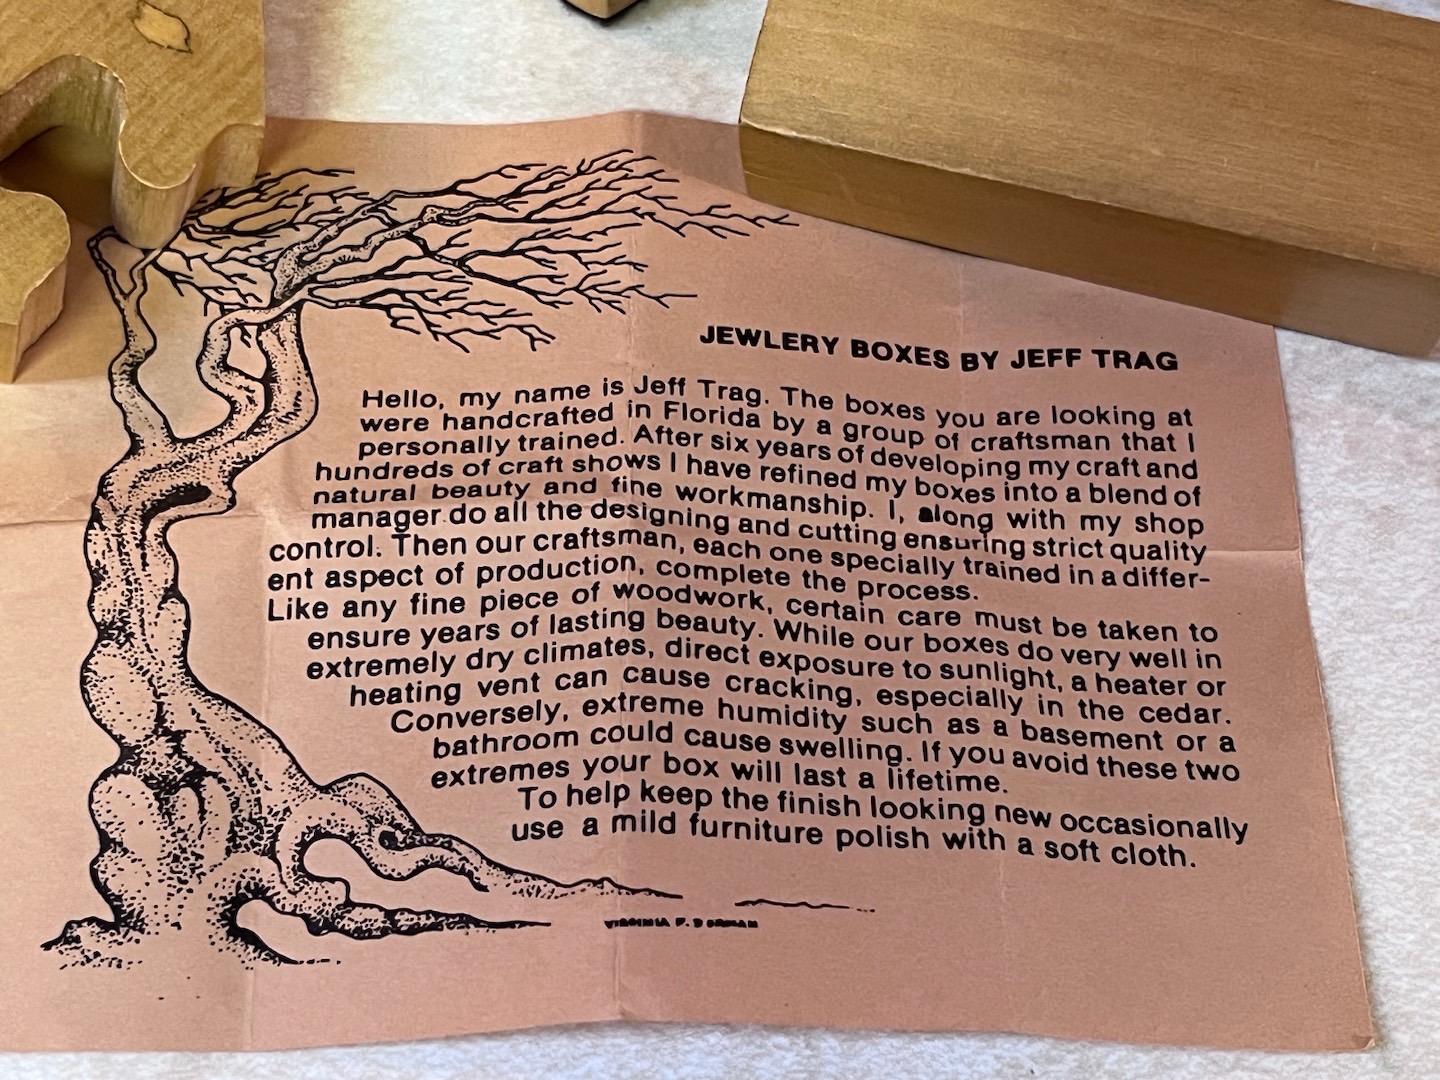 JEWLERY BOXES BY JEFF TRAG
Hello, my name is Jeff Trag. The boxes you are looking at
were handcrafted in Florida by a group of craftsman that I
personally trained. After six years of developing my craft and
hundreds of craft shows I have refined my boxes into a blend of
natural beauty and fine workmanship. I, along with my shop
manager do all the designing and cutting ensuring strict quality
control. Then our craftsman, each one specially trained in a differ-
ent aspect of production, complete the process.
Like any fine piece of woodwork, certain care must be taken to
ensure years of lasting beauty. While our boxes do very well in
extremely dry climates, direct exposure to sunlight, a heater or
heating vent can cause cracking, especially in the cedar.
Conversely, extreme humidity such as a basement or a
bathroom could cause swelling. If you avoid these two
extremes your box will last a lifetime.
To help keep the finish looking new occasionally
use a mild furniture polish with a soft cloth.
VIRGINIA F. DORMAN